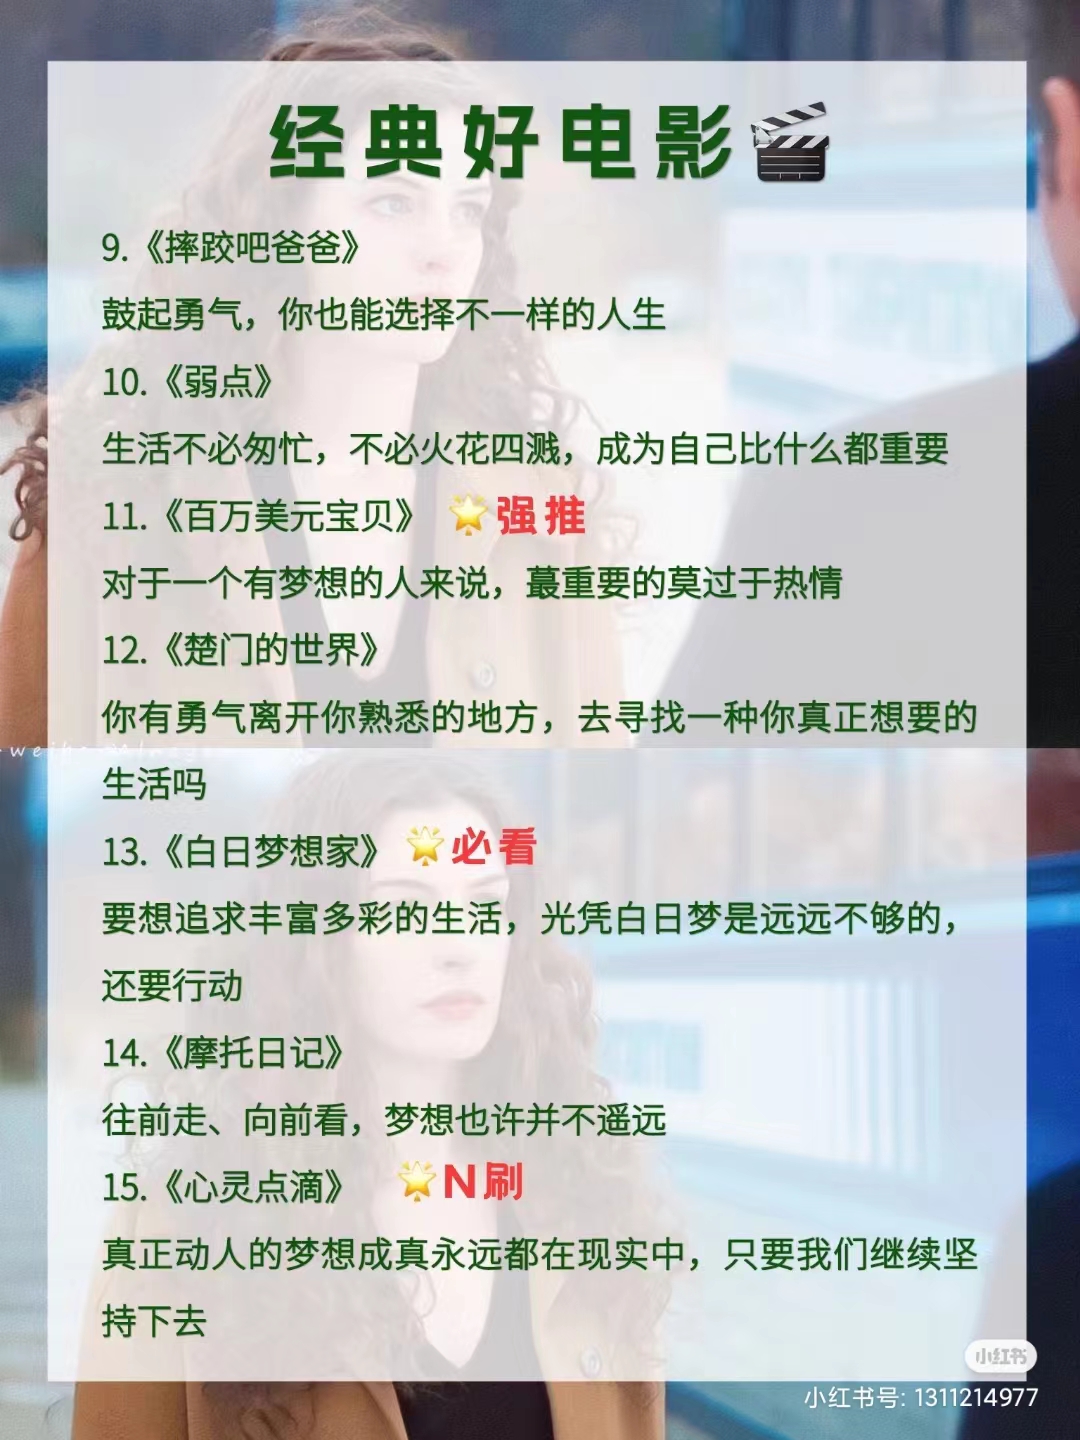 经典好电影
9.《摔跤吧爸爸》
鼓起勇气，你也能选择不一样的人生
10.《弱点》
生活不必匆忙，不必火花四溅，成为自己比什么都重要
11.《百万美元宝贝》 强推
对于一个有梦想的人来说，蕞重要的莫过于热情
12.《楚门的世界》
你有勇气离开你熟悉的地方，去寻找一种你真正想要的
生活吗
13.《白日梦想家》 必看
要想追求丰富多彩的生活，光凭白日梦是远远不够的，
还要行动
14.《摩托日记》
往前走、向前看，梦想也许并不遥远
15.《心灵点滴》 N刷
真正动人的梦想成真永远都在现实中，只要我们继续坚
持下去
小红书
小红书号: 1311214977